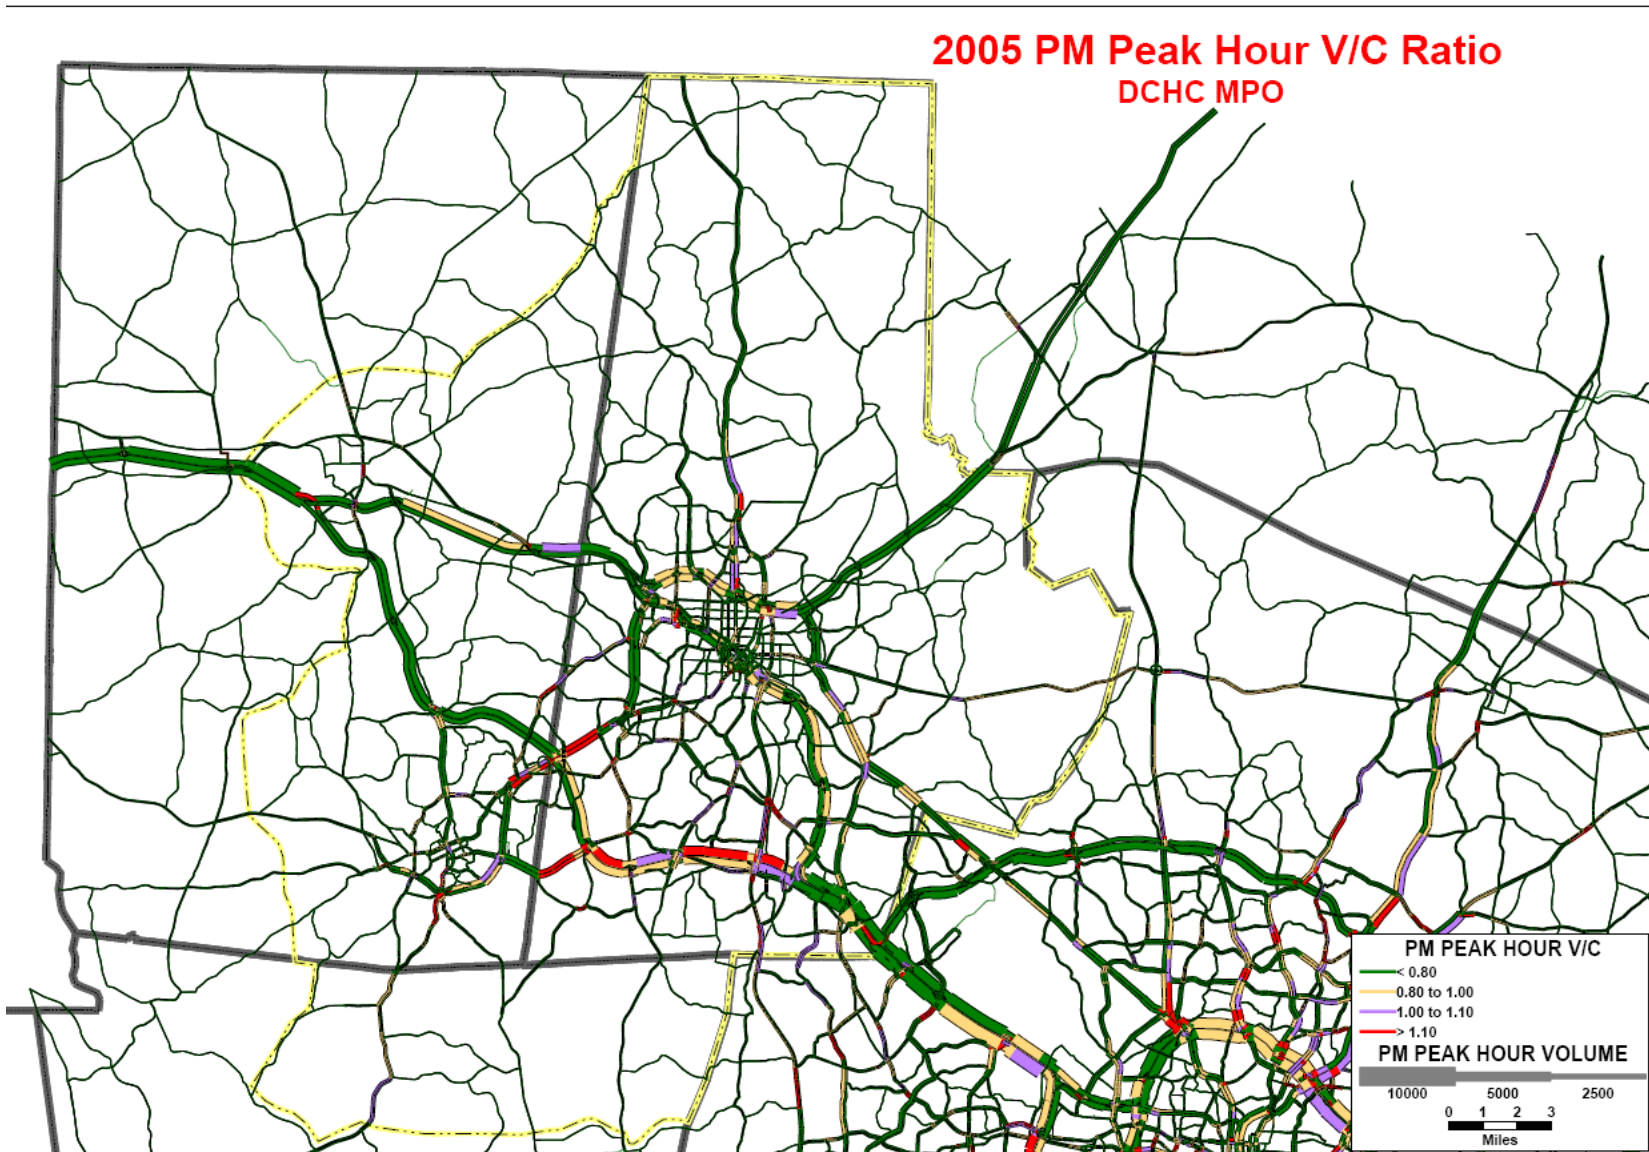 2005 PM Peak Hour V/C Ratio
DCHC MPO
PM PEAK HOUR V/C
< 0.80
0.80 to 1.00
1.00 to 1.10
> 1.10
PM PEAK HOUR VOLUME
10000 5000 2500
0 1 2 3
Miles